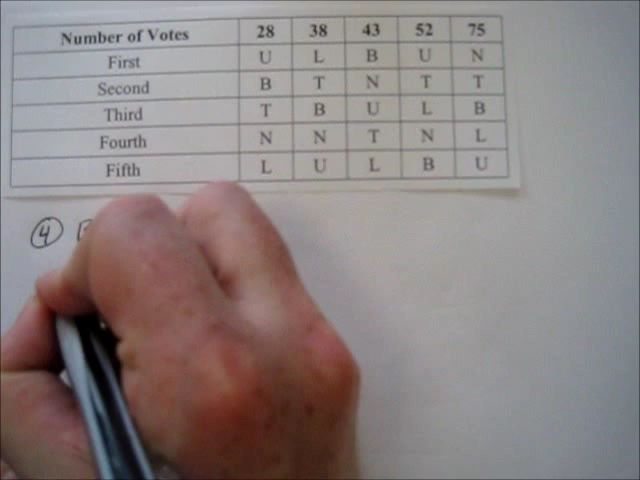 Number of Votes 28 38 43 52 75
First U L B U N
Second B T N T T
Third T B U L B
Fourth N N T N L
Fifth L U L B U
4